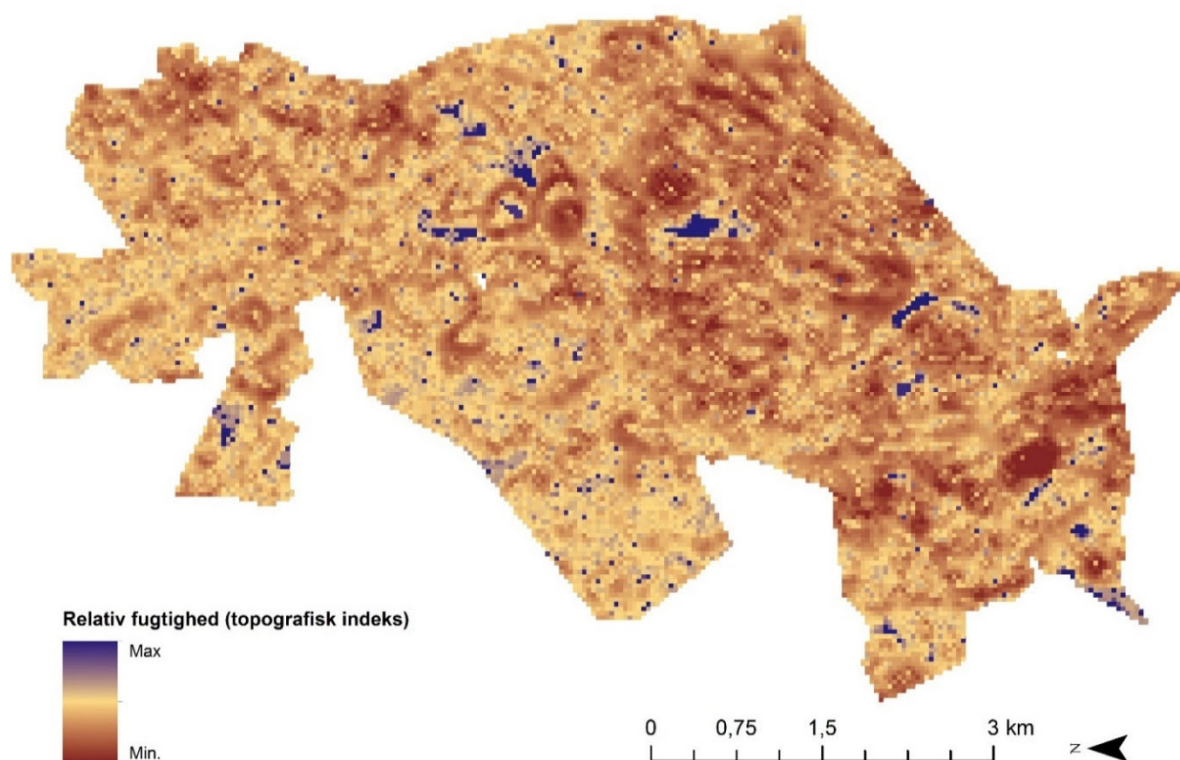 Relativ fugtighed (topografisk indeks)
Max
Min.
0 0,75 1,5 3 km
N